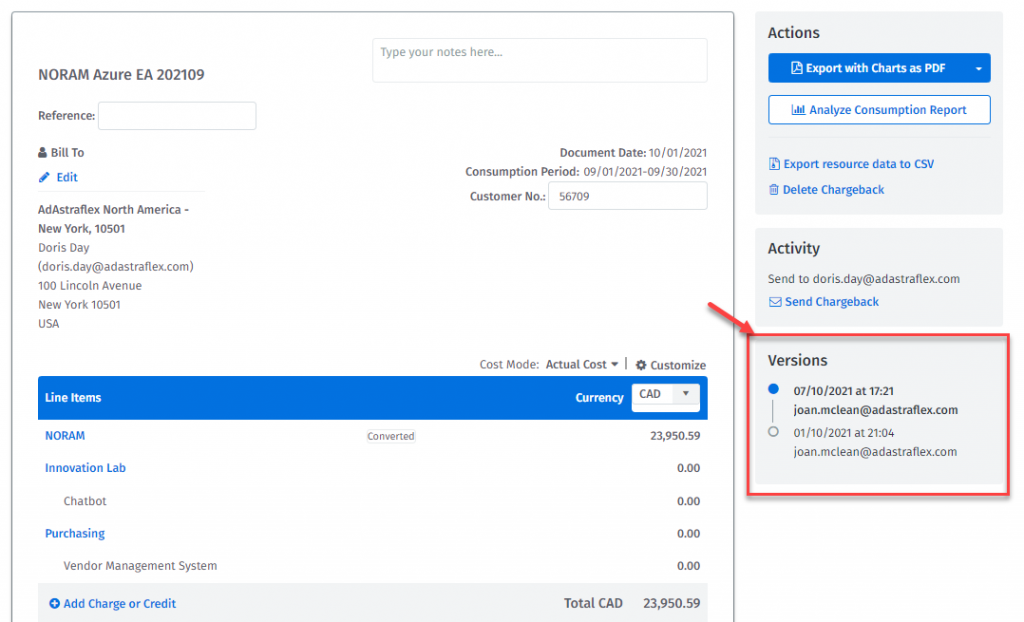 Type your notes here...
NORAM Azure EA 202109
Reference:
Bill To
Edit
Document Date: 10/01/2021
Consumption Period: 09/01/2021-09/30/2021
Customer No.: 56709
AdAstraflex North America -
New York, 10501
Doris Day
(doris.day@adastraflex.com)
100 Lincoln Avenue
New York 10501
USA
Cost Mode: Actual Cost | Customize
Line Items Currency CAD
NORAM Converted 23,950.59
Innovation Lab 0.00
Chatbot 0.00
Purchasing 0.00
Vendor Management System 0.00
Add Charge or Credit Total CAD 23,950.59
Actions
Export with Charts as PDF
Analyze Consumption Report
Export resource data to CSV
Delete Chargeback
Activity
Send to doris.day@adastraflex.com
Send Chargeback
Versions
07/10/2021 at 17:21
joan.mclean@adastraflex.com
01/10/2021 at 21:04
joan.mclean@adastraflex.com